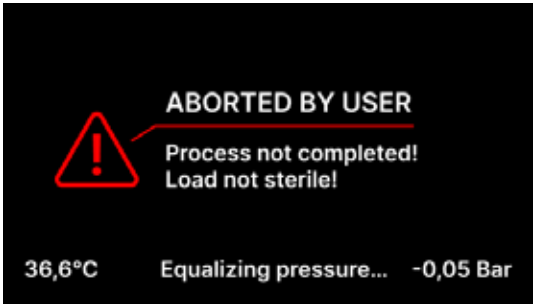 ABORTED BY USER
Process not completed!
Load not sterile!
36,6°C Equalizing pressure... -0,05 Bar